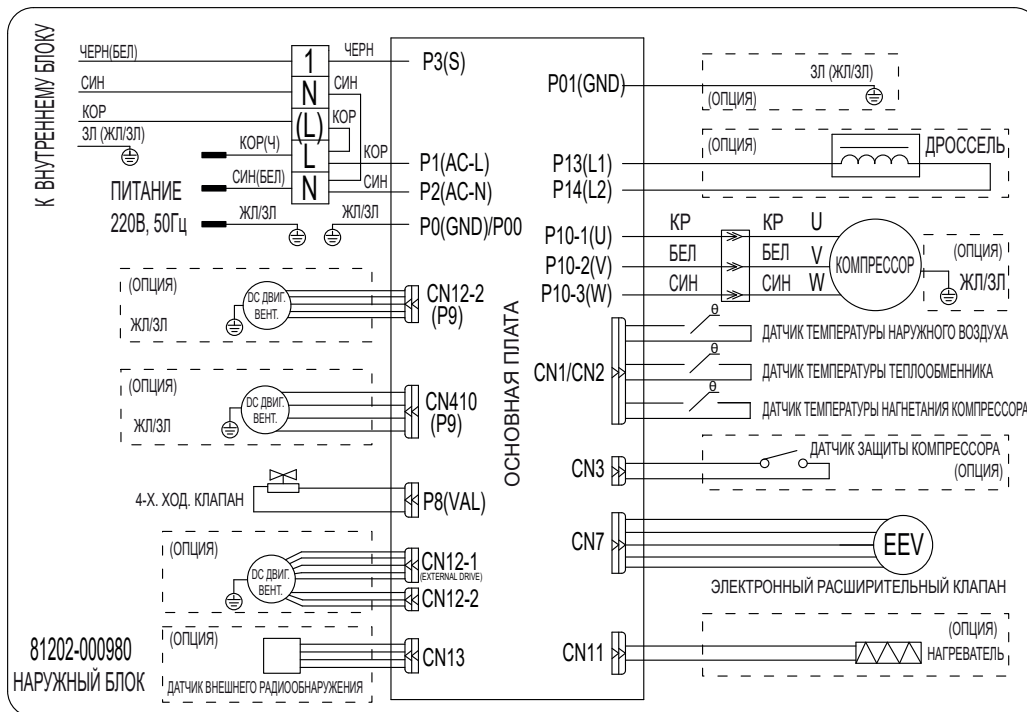 К ВНУТРЕННЕМУ БЛОКУ
ЧЕРН(БЕЛ)
СИН
КОР
ЗЛ (ЖЛ/ЗЛ)
КОР(Ч)
СИН(БЕЛ)
ПИТАНИЕ
220В, 50Гц
ЖЛ/ЗЛ
ЖЛ/ЗЛ
1
N
(L)
L
N
ЧЕРН
СИН
КОР
КОР
СИН
P3(S)
P1(AC-L)
P2(AC-N)
P0(GND)/P00
(ОПЦИЯ)
ЖЛ/ЗЛ
DC ДВИГ.
ВЕНТ.
CN12-2
(P9)
(ОПЦИЯ)
ЖЛ/ЗЛ
DC ДВИГ.
ВЕНТ.
CN410
(P9)
4-Х. ХОД. КЛАПАН
P8(VAL)
(ОПЦИЯ)
DC ДВИГ.
ВЕНТ.
CN12-1
(EXTERNAL DRIVE)
CN12-2
(ОПЦИЯ)
ДАТЧИК ВНЕШНЕГО РАДИООБНАРУЖЕНИЯ
CN13
81202-000980
НАРУЖНЫЙ БЛОК
ОСНОВНАЯ ПЛАТА
P01(GND)
ЗЛ (ЖЛ/ЗЛ)
(ОПЦИЯ)
P13(L1)
P14(L2)
(ОПЦИЯ)
ДРОССЕЛЬ
P10-1(U)
P10-2(V)
P10-3(W)
КР
КР
U
БЕЛ
БЕЛ
V
СИН
СИН
W
КОМПРЕССОР
(ОПЦИЯ)
ЖЛ/ЗЛ
CN1/CN2
θ
ДАТЧИК ТЕМПЕРАТУРЫ НАРУЖНОГО ВОЗДУХА
θ
ДАТЧИК ТЕМПЕРАТУРЫ ТЕПЛООБМЕННИКА
θ
ДАТЧИК ТЕМПЕРАТУРЫ НАГНЕТАНИЯ КОМПРЕССОРА
CN3
ДАТЧИК ЗАЩИТЫ КОМПРЕССОРА
(ОПЦИЯ)
CN7
EEV
ЭЛЕКТРОННЫЙ РАСШИРИТЕЛЬНЫЙ КЛАПАН
CN11
(ОПЦИЯ)
НАГРЕВАТЕЛЬ